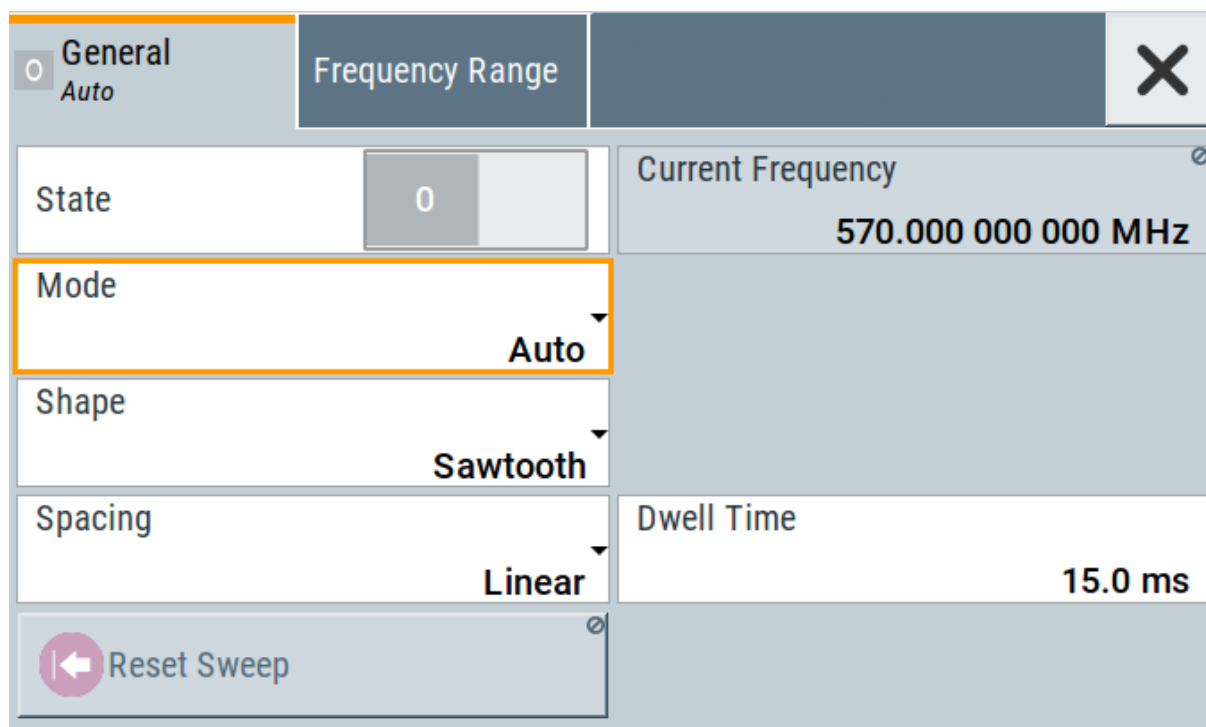 General
Auto
Frequency Range
State
0
Current Frequency
570.000 000 000 MHz
Mode
Auto
Shape
Sawtooth
Spacing
Linear
Dwell Time
15.0 ms
Reset Sweep